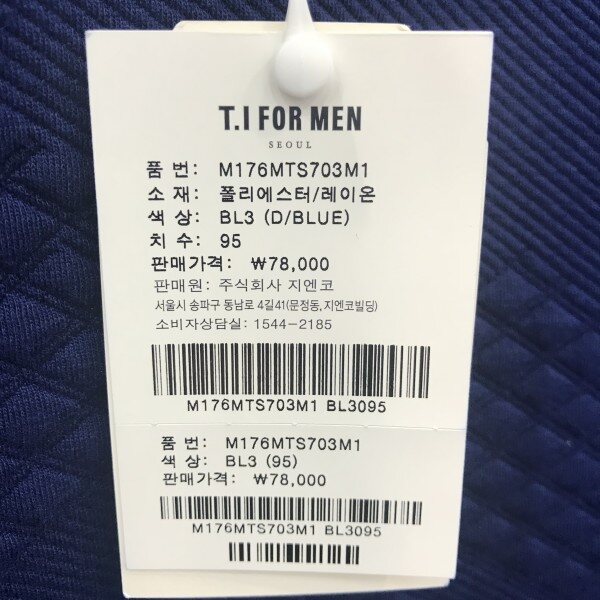 T.I FOR MEN
SEOUL
품 번: M176MTS703M1
소 재: 폴리에스터/레이온
색 상: BL3 (D/BLUE)
치 수: 95
판매가격: ₩78,000
판매원: 주식회사 지엔코
서울시 송파구 동남로 4길41(문정동, 지엔코빌딩)
소비자상담실: 1544-2185
M176MTS703M1 BL3095
품 번: M176MTS703M1
색 상: BL3 (95)
판매가격: ₩78,000
M176MTS703M1 BL3095